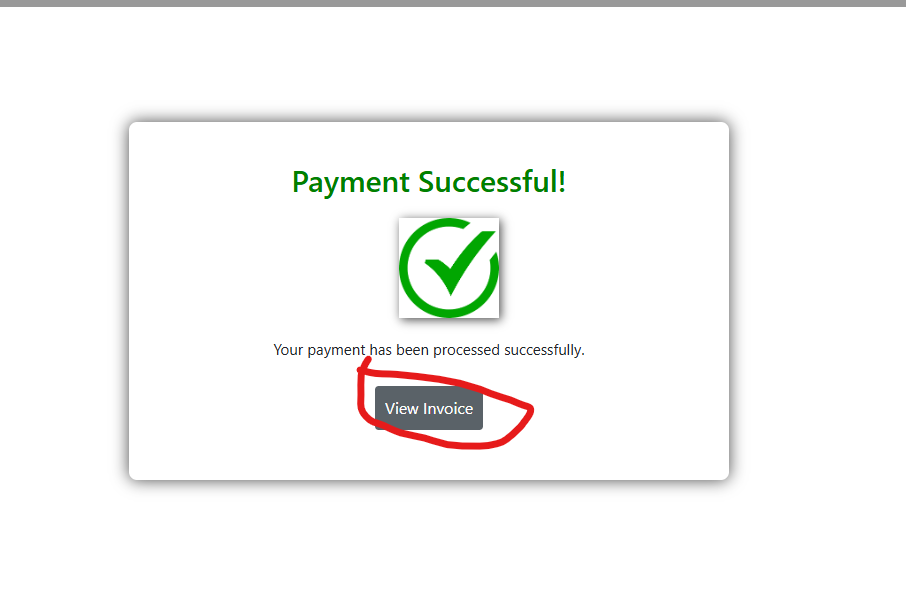 Payment Successful!
Your payment has been processed successfully.
View Invoice